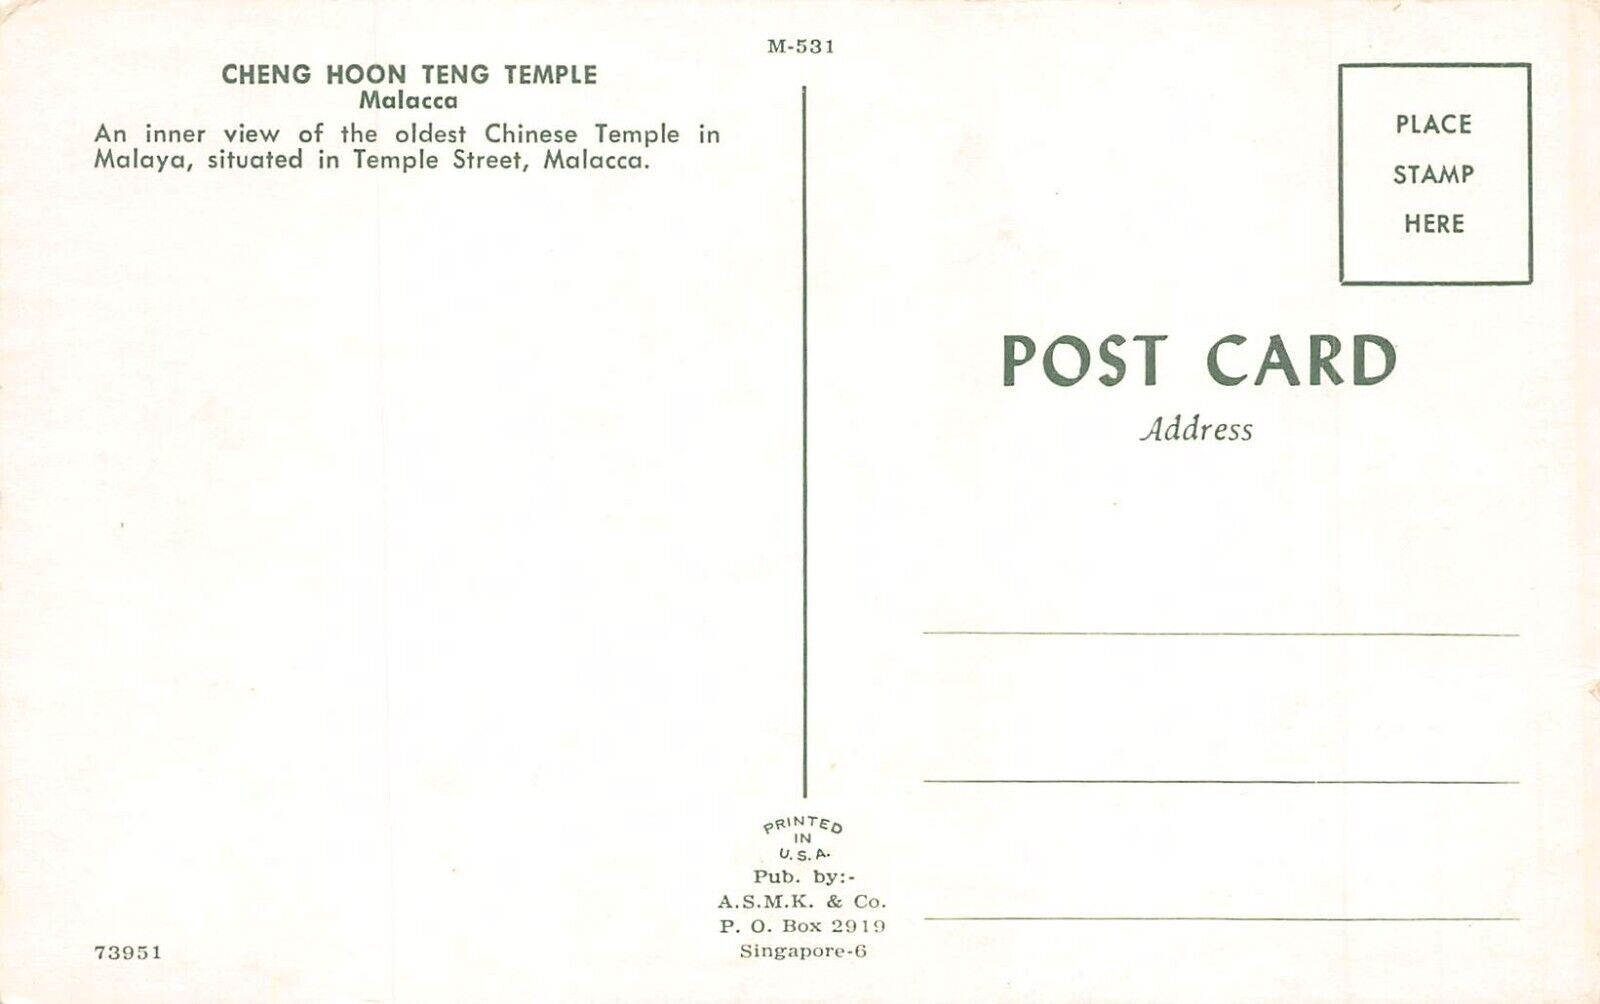 M-531
CHENG HOON TENG TEMPLE
Malacca
An inner view of the oldest Chinese Temple in
Malaya, situated in Temple Street, Malacca.
PLACE
STAMP
HERE
POST CARD
Address
PRINTED
IN
U.S.A.
Pub. by:-
A.S.M.K. & Co.
P. O. Box 2919
Singapore-6
73951